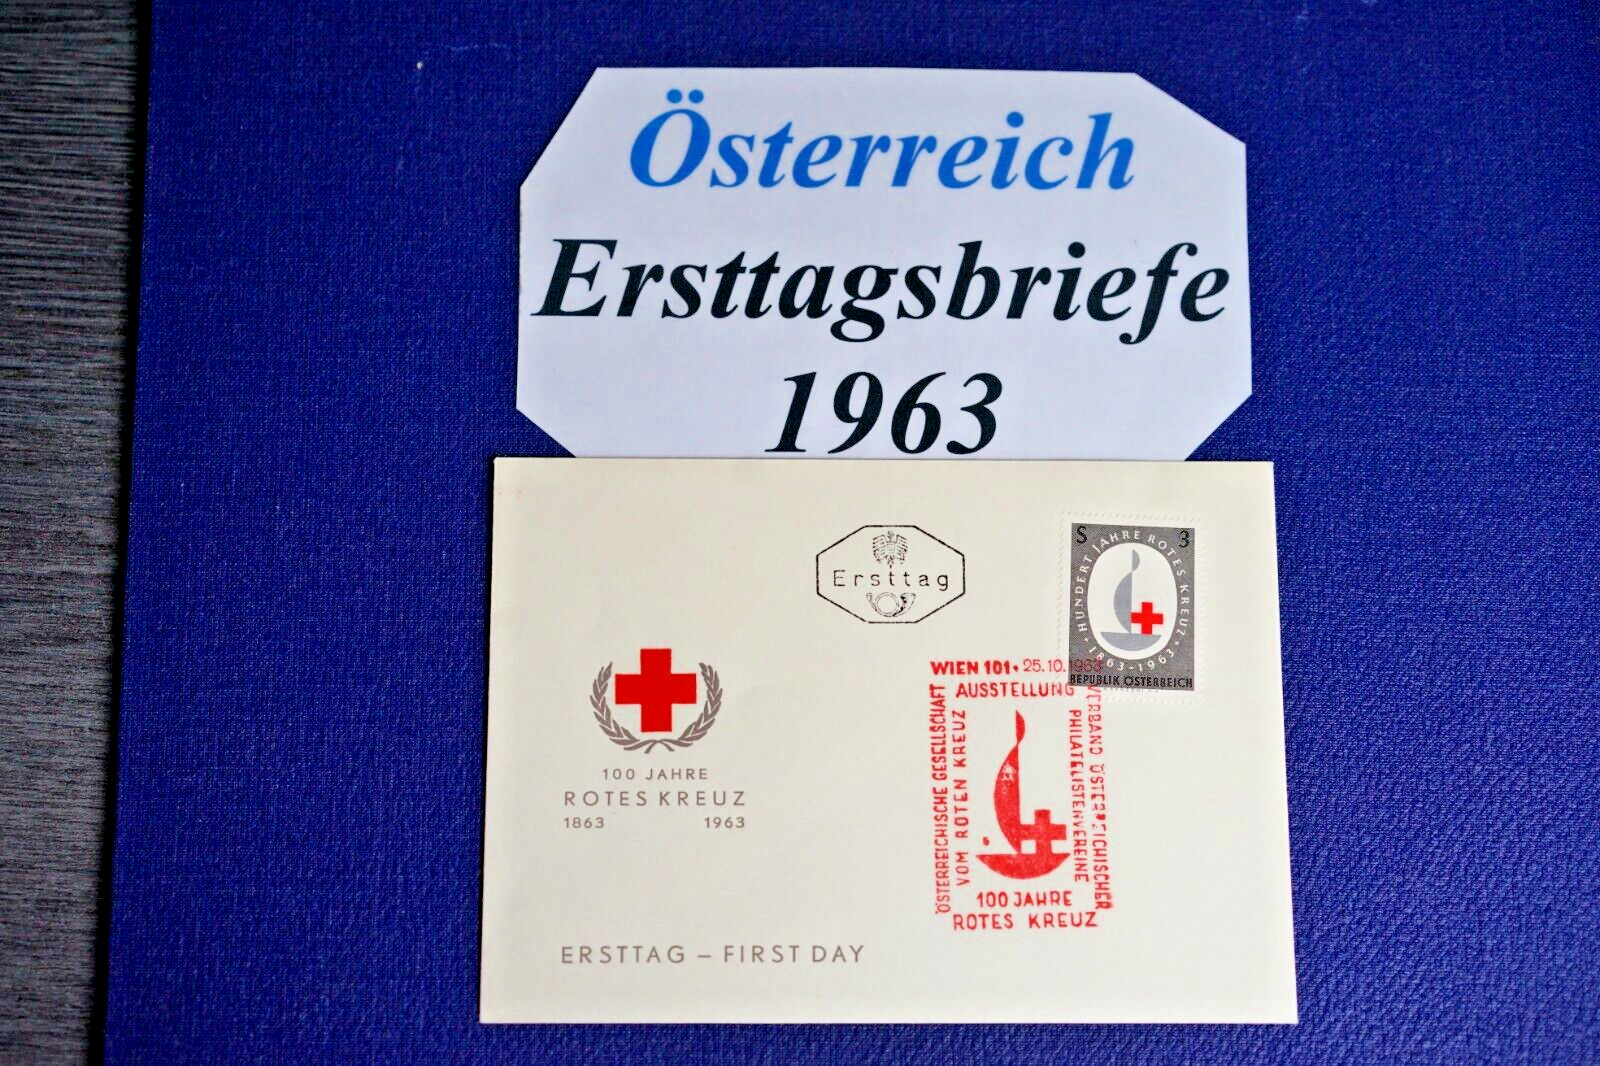 Österreich
Ersttagsbriefe
1963
Ersttag
S 3
HUNDERT JAHRE ROTES KREUZ
1863-1963
REPUBLIK ÖSTERREICH
WIEN 101 · 25.10.1963
AUSSTELLUNG
ÖSTERREICHISCHE GESELLSCHAFT
VOM ROTEN KREUZ
PHILATELISTENVEREINE
VERBAND ÖSTERREICHISCHER
100 JAHRE
ROTES KREUZ
100 JAHRE
ROTES KREUZ
1863 1963
ERSTTAG – FIRST DAY